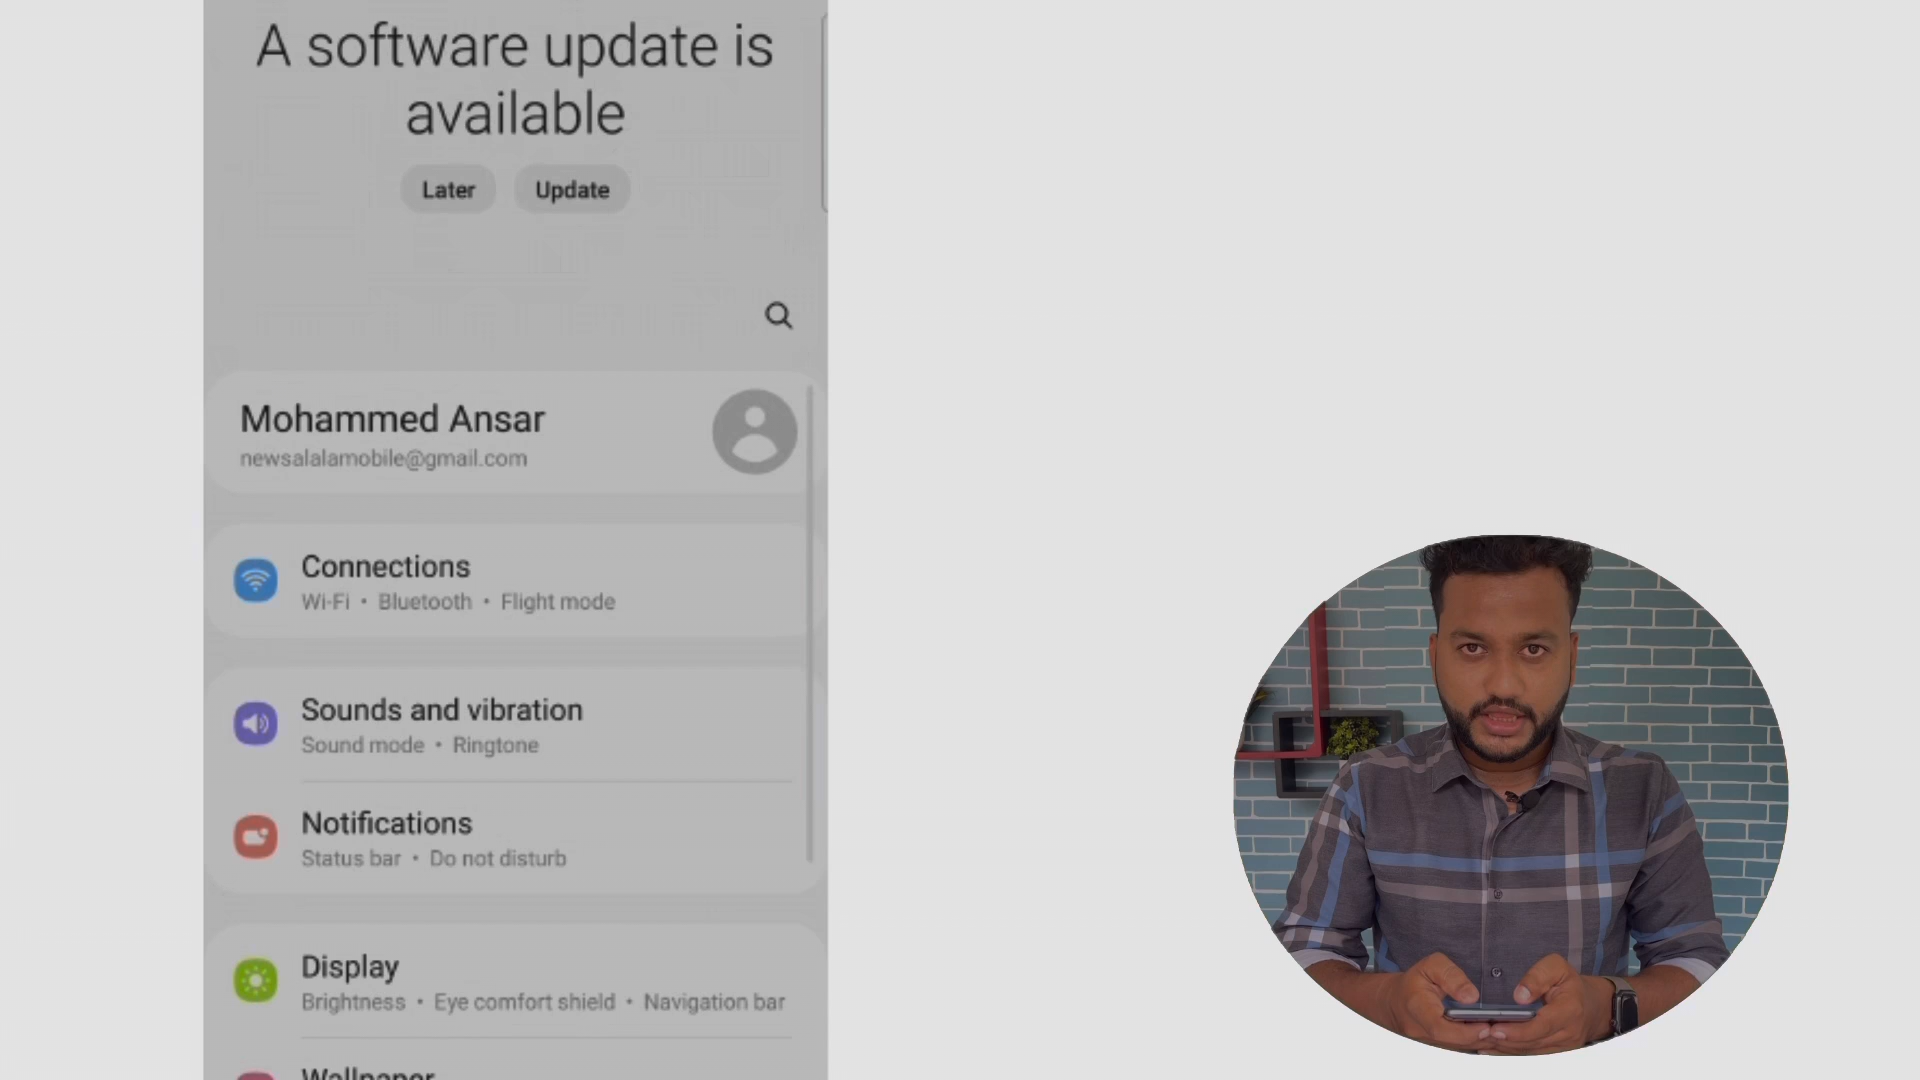 A software update is
available
Later Update
Mohammed Ansar
newsalalamobile@gmail.com
Connections
Wi-Fi • Bluetooth • Flight mode
Sounds and vibration
Sound mode • Ringtone
Notifications
Status bar • Do not disturb
Display
Brightness • Eye comfort shield • Navigation bar
Wallpaper